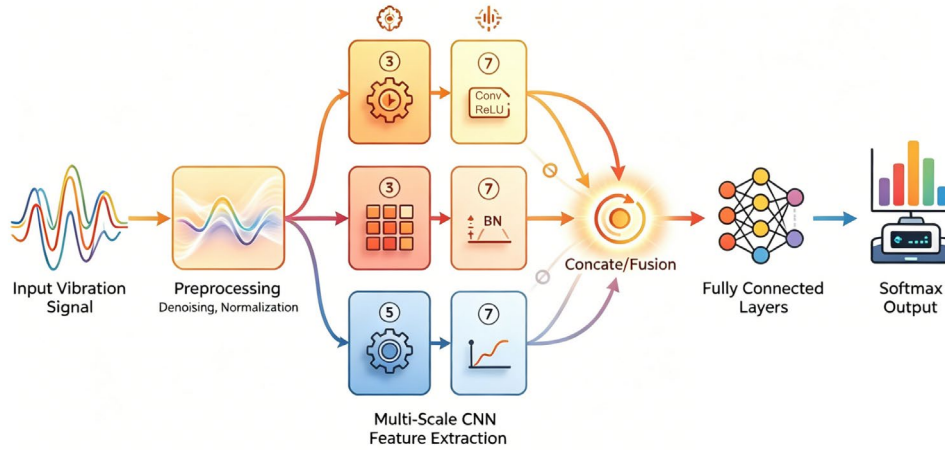 3
7
Conv
ReLU
3
7
BN
5
7
Input Vibration
Signal
Preprocessing
Denoising, Normalization
Multi-Scale CNN
Feature Extraction
Concate/Fusion
Fully Connected
Layers
Softmax
Output